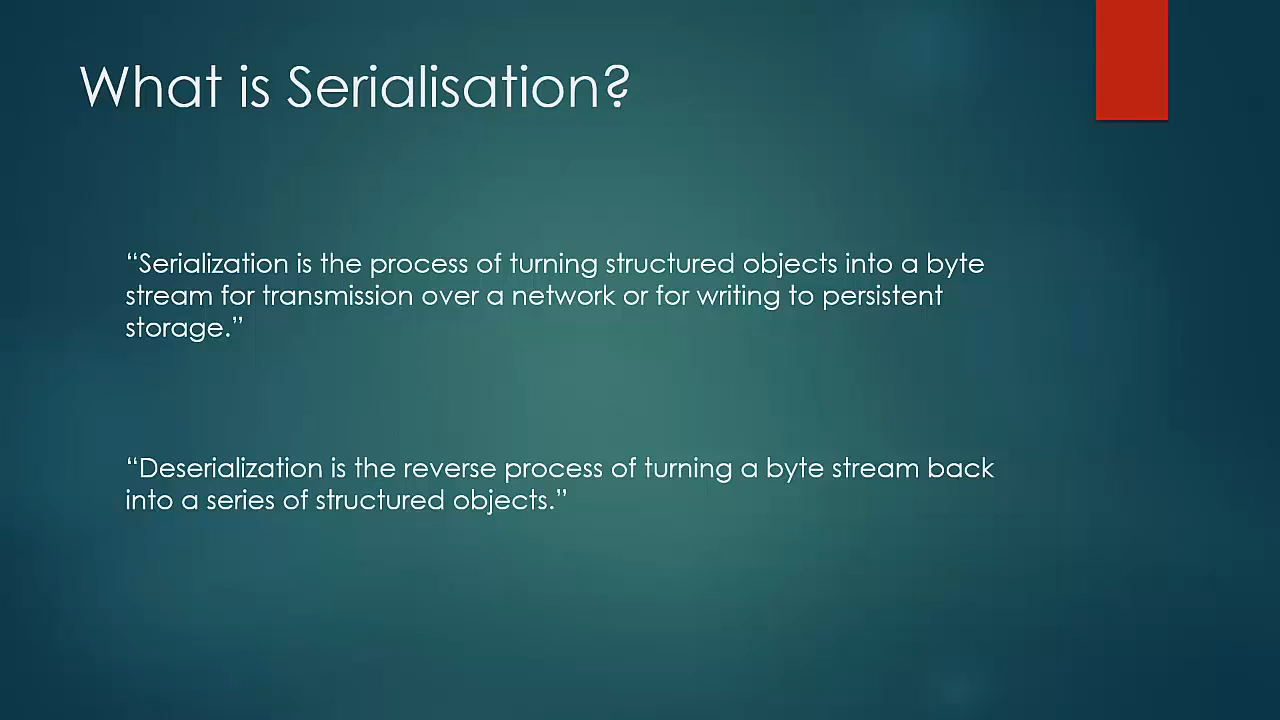 What is Serialisation?
“Serialization is the process of turning structured objects into a byte
stream for transmission over a network or for writing to persistent
storage.”
“Deserialization is the reverse process of turning a byte stream back
into a series of structured objects.”